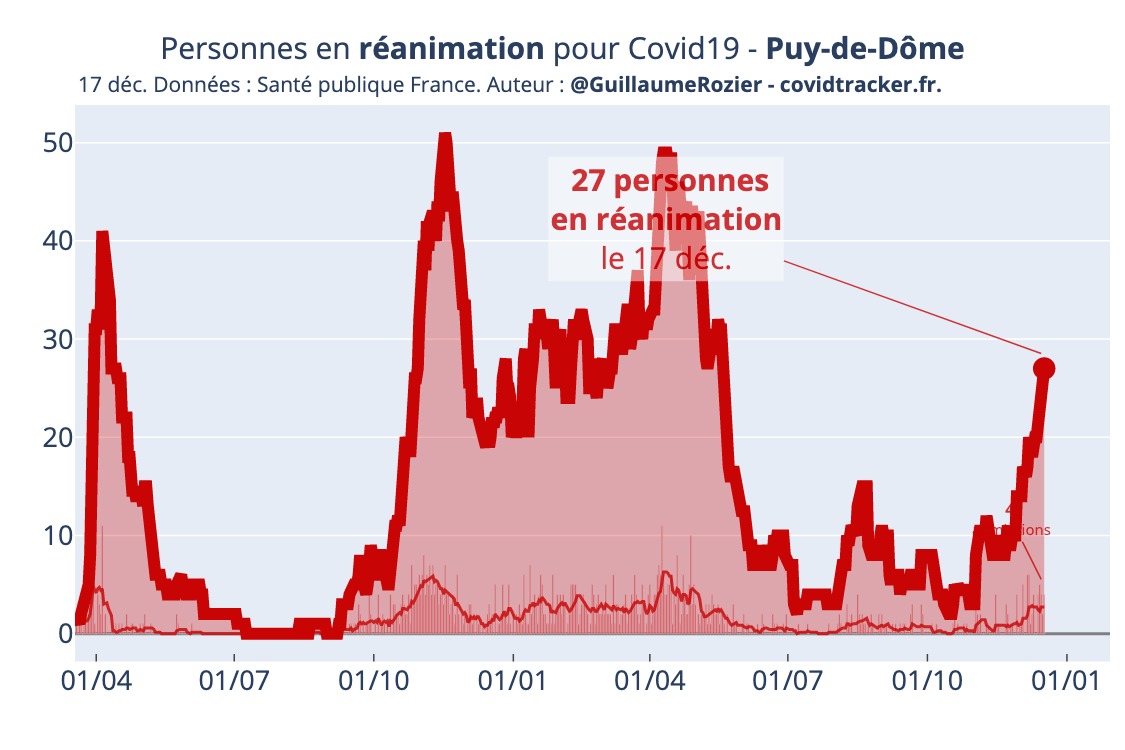 Personnes en réanimation pour Covid19 - Puy-de-Dôme
17 déc. Données : Santé publique France. Auteur : @GuillaumeRozier - covidtracker.fr.
50
27 personnes
en réanimation
le 17 déc.
40
30
20
10
0
01/04 01/07 01/10 01/01 01/04 01/07 01/10 01/01